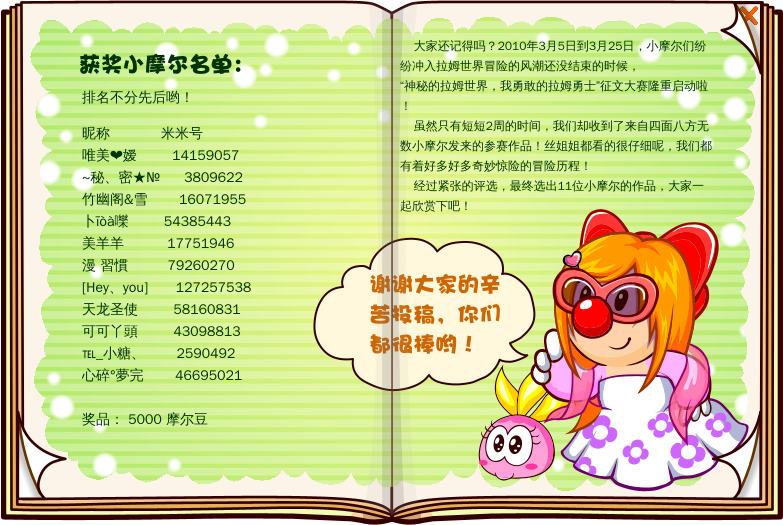 获奖小摩尔名单:
排名不分先后哟！
昵称 米米号
唯美❤嫒 14159057
~秘、密★№ 3809622
竹幽阁&雪 16071955
卜 īòà嚛 54385443
美羊羊 17751946
漫 習慣 79260270
[Hey、you] 127257538
天龙圣使 58160831
可可丫頭 43098813
℡_小糖、 2590492
心碎°夢完 46695021
奖品： 5000 摩尔豆
大家还记得吗？2010年3月5日到3月25日，小摩尔们纷
纷冲入拉姆世界冒险的风潮还没结束的时候，
“神秘的拉姆世界，我勇敢的拉姆勇士”征文大赛隆重启动啦
！
虽然只有短短2周的时间，我们却收到了来自四面八方无
数小摩尔发来的参赛作品！丝姐姐都看的很仔细呢，我们都
有着好多好多奇妙惊险的冒险历程！
经过紧张的评选，最终选出11位小摩尔的作品，大家一
起欣赏下吧！
谢谢大家的辛
苦投稿，你们
都很棒哟！